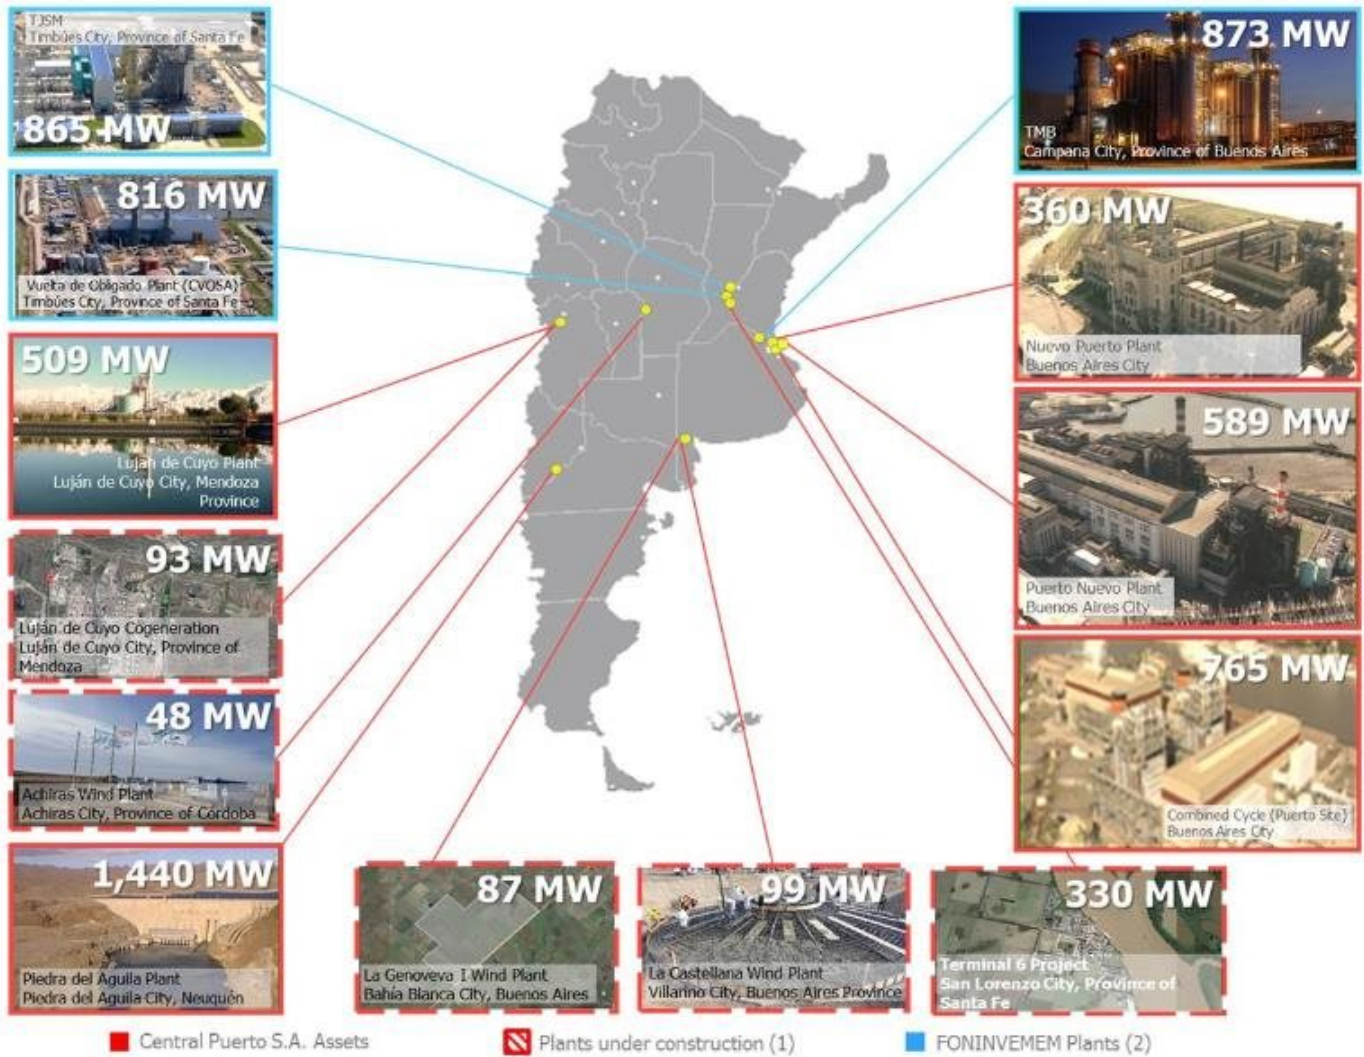 TJSM
Timbúes City, Province of Santa Fe
865 MW
816 MW
Vuelta de Obligado Plant (CVOSA)
Timbúes City, Province of Santa Fe
509 MW
Luján de Cuyo Plant
Luján de Cuyo City, Mendoza
Province
93 MW
Luján de Cuyo Cogeneration
Luján de Cuyo City, Province of
Mendoza
48 MW
Achiras Wind Plant
Achiras City, Province of Córdoba
1,440 MW
Piedra del Aguila Plant
Piedra del Aguila City, Neuquén
87 MW
La Genoveva I Wind Plant
Bahía Blanca City, Buenos Aires
99 MW
La Castellana Wind Plant
Villarino City, Buenos Aires Province
330 MW
Terminal 6 Project
San Lorenzo City, Province of
Santa Fe
873 MW
TMB
Campana City, Province of Buenos Aires
360 MW
Nuevo Puerto Plant
Buenos Aires City
589 MW
Puerto Nuevo Plant
Buenos Aires City
765 MW
Combined Cycle (Puerto Site)
Buenos Aires City
Central Puerto S.A. Assets
Plants under construction (1)
FONINVEMEM Plants (2)